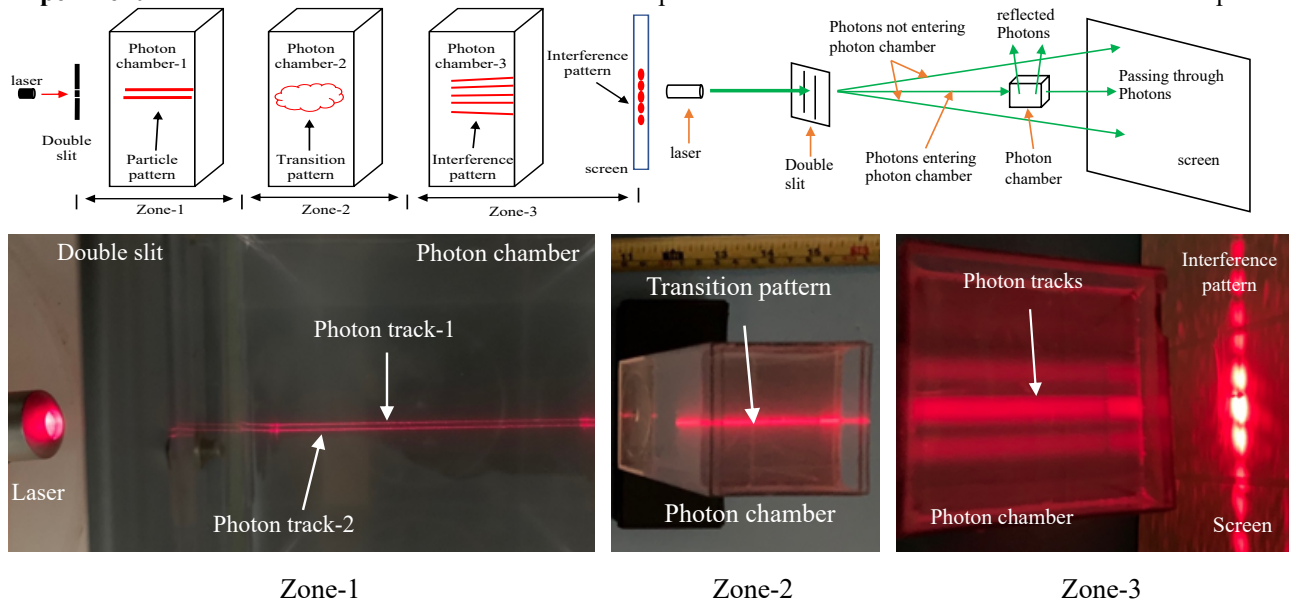 Photon
chamber-1
Photon
chamber-2
Photon
chamber-3
laser
Double
slit
Particle
pattern
Transition
pattern
Interference
pattern
Interference
pattern
screen
Zone-1
Zone-2
Zone-3
laser
Double
slit
Photons not entering
photon chamber
reflected
Photons
Passing through
Photons
Photons entering
photon chamber
Photon
chamber
screen
Double slit
Photon chamber
Photon track-1
Photon track-2
Laser
Transition pattern
Photon chamber
Photon tracks
Interference
pattern
Photon chamber
Screen
Zone-1
Zone-2
Zone-3